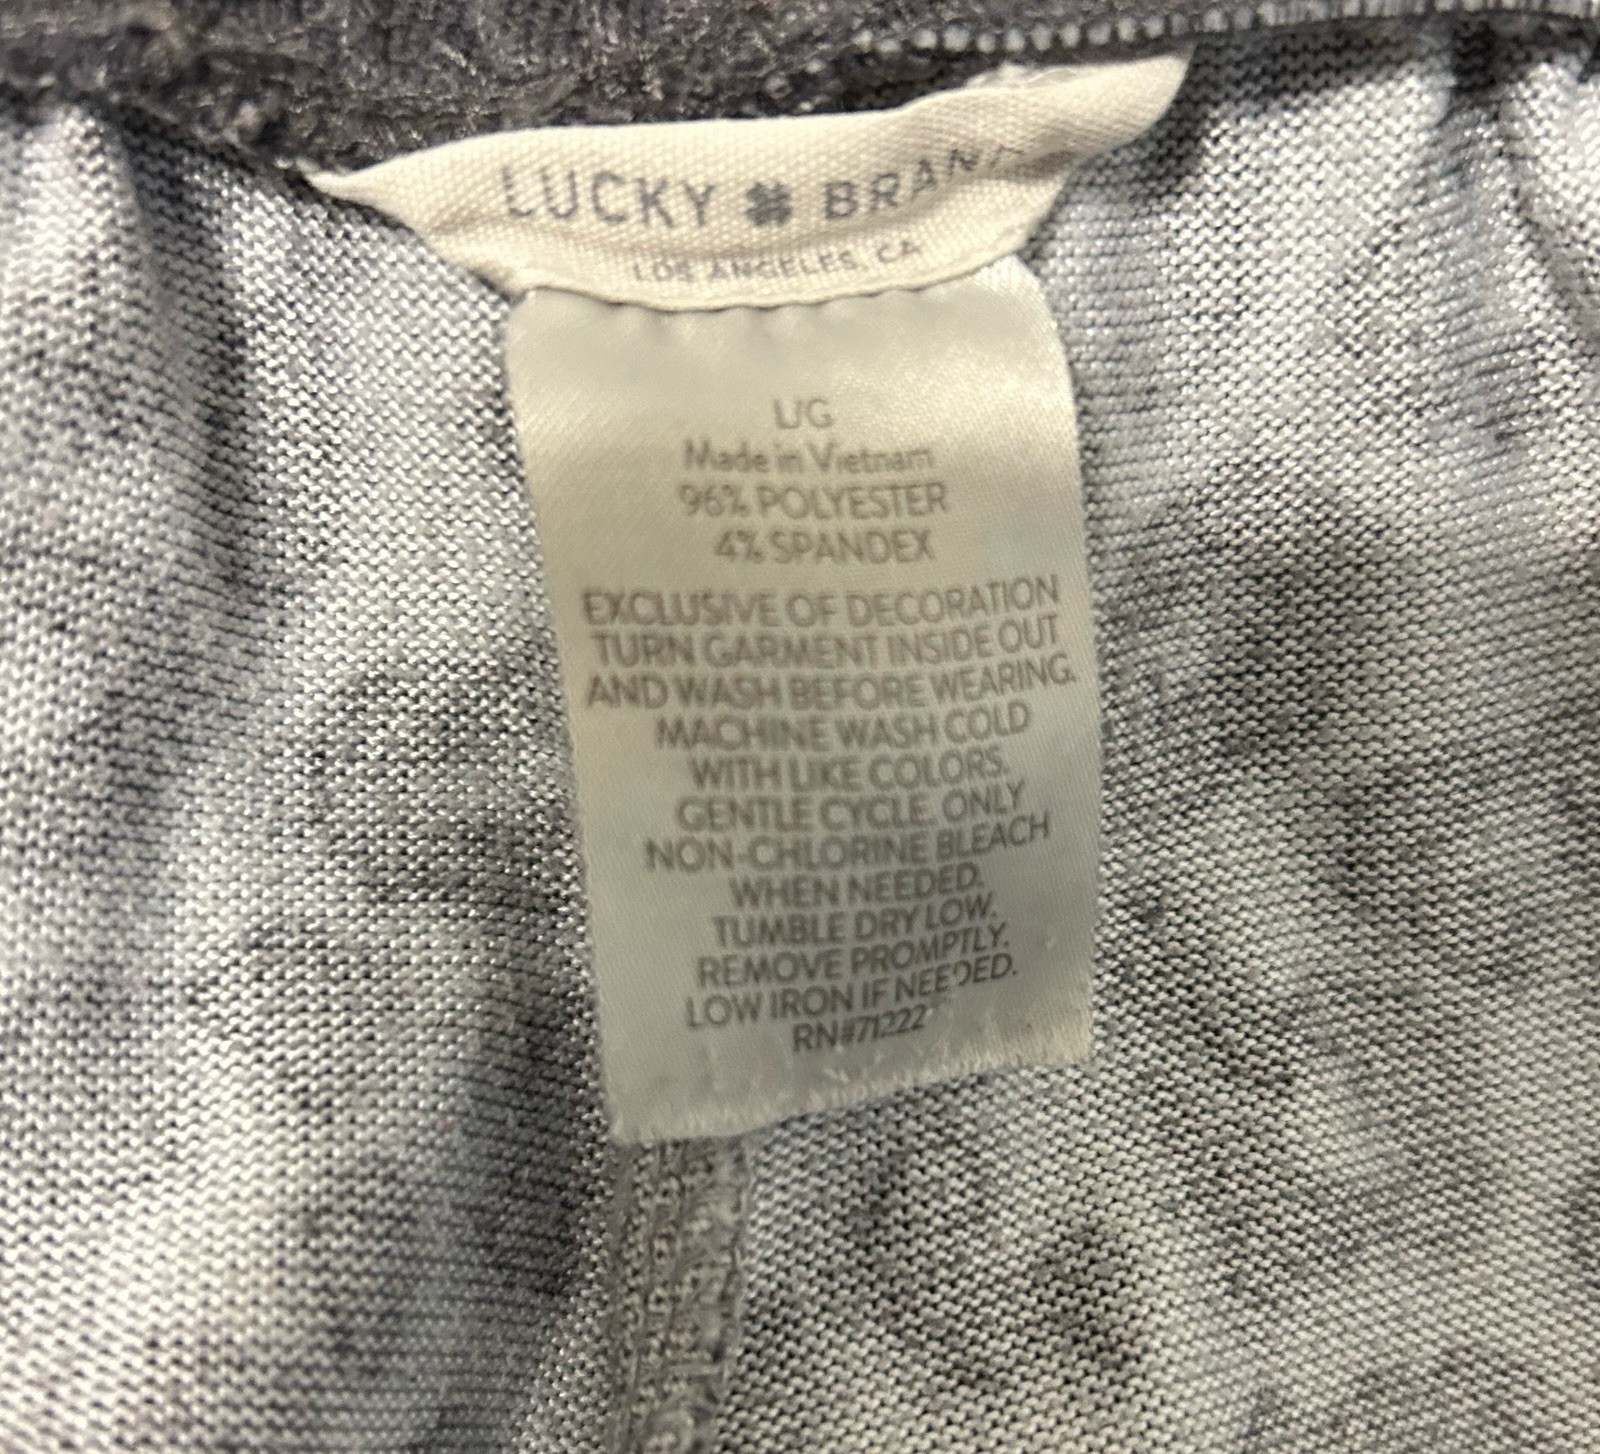 LUCKY BRAND
LOS ANGELES, CA
L/G
Made in Vietnam
96% POLYESTER
4% SPANDEX
EXCLUSIVE OF DECORATION
TURN GARMENT INSIDE OUT
AND WASH BEFORE WEARING.
MACHINE WASH COLD
WITH LIKE COLORS.
GENTLE CYCLE. ONLY
NON-CHLORINE BLEACH
WHEN NEEDED.
TUMBLE DRY LOW.
REMOVE PROMPTLY.
LOW IRON IF NEEDED.
RN#71222